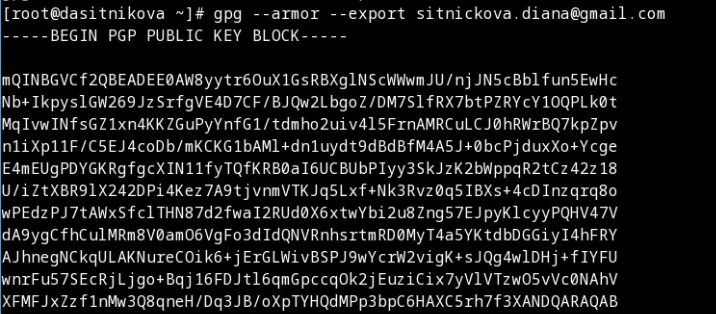 [root@dasitnikova ~]# gpg --armor --export sitnickova.diana@gmail.com
-----BEGIN PGP PUBLIC KEY BLOCK-----
mQINBGVCf2QBEADEE0AW8yytr6OuX1GsRBXglNScWWwmJU/njJN5cBblfun5EwHc
Nb+IkpyslGW269JzSrfgVE4D7CF/BJQw2LbgoZ/DM7SlfRX7btPZRYcY1OQPLk0t
MqIvwINfsGZ1xn4KKZGuPyYnfG1/tdmho2uiv4l5FrnAMRCuLCJ0hRWrBQ7kpZpv
n1iXp11F/C5EJ4coDb/mKCKG1bAMl+dn1uydt9dBdBfM4A5J+0bcPjduxXo+Ycge
E4mEUgPDYGKRgfgcXIN11fyTQfKRB0aI6UCBUbPIyy3SkJzK2bWppqR2tCz42z18
U/iZtXBR9lX242DPi4Kez7A9tjvnmVTKJq5Lxf+Nk3Rvz0q5IBXs+4cDInzqrq8o
wPEdzPJ7tAWxSfclTHN87d2fwaI2RUd0X6xtwYbi2u8Zng57EJpyKlcyyPQHV47V
dA9ygCfhCulMRm8V0amO6VgFo3dIdQNVRnhsrtmRD0MyT4a5YKtdbDGGiyI4hFRY
AJhnegNCkqULAKNureCOik6+jErGLWivBSPJ9wYcrW2vigK+sJQg4wlDHj+fIYFU
wnrFu57SEcRjLjgo+Bqj16FDJtl6qmGpccqOk2jEuziCix7yVlVTzwO5vVc0NAhV
XFMFJxZzf1nMw3Q8qneH/Dq3JB/oXpTYHQdMPp3bpC6HAXC5rh7f3XANDQARAQAB